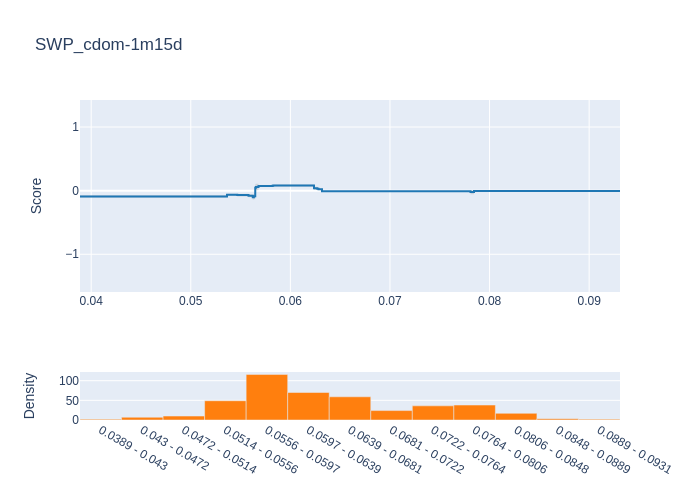 SWP_cdom-1m15d
Score
1
0
−1
0.04
0.05
0.06
0.07
0.08
0.09
Density
100
50
0
0.0389 - 0.043
0.043 - 0.0472
0.0472 - 0.0514
0.0514 - 0.0556
0.0556 - 0.0597
0.0597 - 0.0639
0.0639 - 0.0681
0.0681 - 0.0722
0.0722 - 0.0764
0.0764 - 0.0806
0.0806 - 0.0848
0.0848 - 0.0889
0.0889 - 0.0931